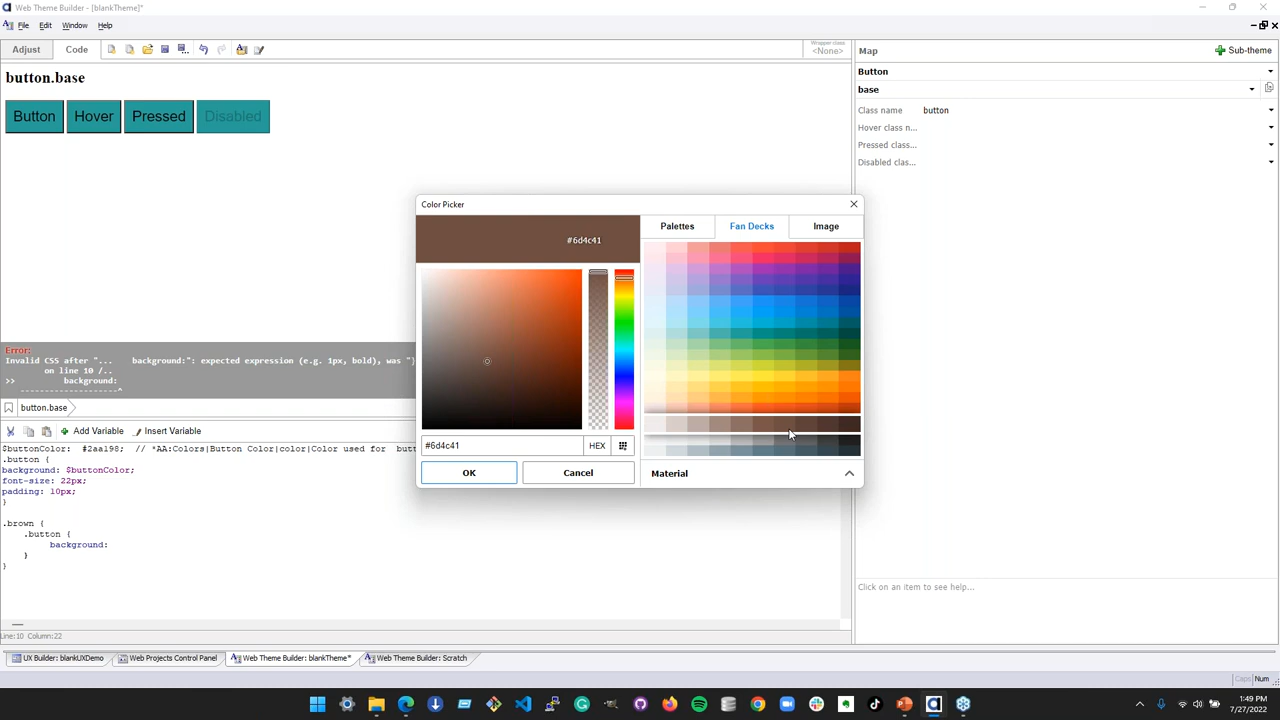 Web Theme Builder - [blankTheme]*
File Edit Window Help
Adjust Code
Wrapper class
<None>
Map
Sub-theme
button.base
Button Hover Pressed Disabled
Button
base
Class name button
Hover class n...
Pressed class...
Disabled clas...
Color Picker
#6d4c41
Palettes Fan Decks Image
#6d4c41 HEX
OK Cancel
Material
Error:
Invalid CSS after "... background:": expected expression (e.g. 1px, bold), was "}
on line 10 /..
>> background:
---------------------^
button.base
Add Variable Insert Variable
$buttonColor: #2aa198; // *AA:Colors|Button Color|color|Color used for butt
.button {
background: $buttonColor;
font-size: 22px;
padding: 10px;
}
.brown {
.button {
background:
}
}
Click on an item to see help...
Line:10 Column:22
UX Builder: blankUXDemo Web Projects Control Panel Web Theme Builder: blankTheme* Web Theme Builder: Scratch
Caps Num
1:49 PM
7/27/2022